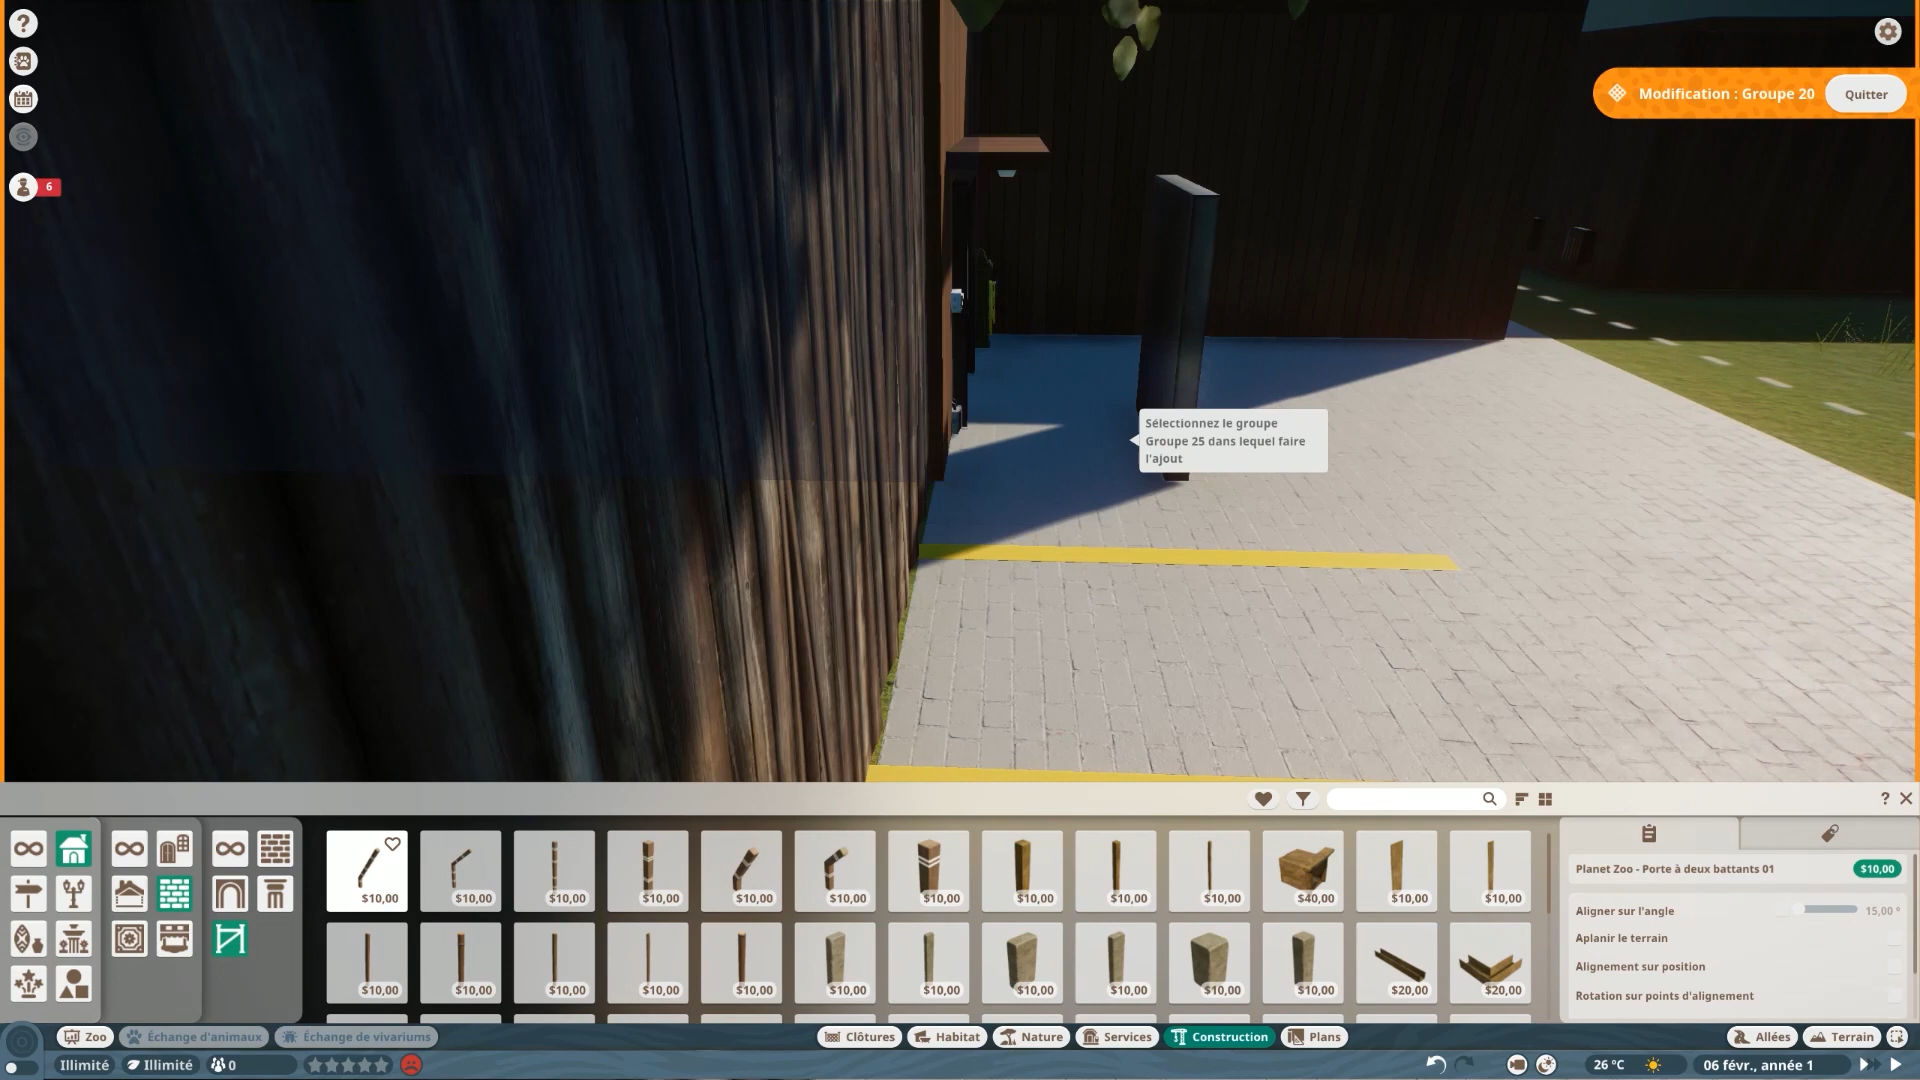 ?
Modification : Groupe 20
Quitter
6
Sélectionnez le groupe
Groupe 25 dans lequel faire
l'ajout
?
$10,00 $10,00 $10,00 $10,00 $10,00 $10,00 $10,00 $10,00 $10,00 $10,00 $40,00 $10,00 $10,00
$10,00 $10,00 $10,00 $10,00 $10,00 $10,00 $10,00 $10,00 $10,00 $10,00 $10,00 $20,00 $20,00
Planet Zoo - Porte à deux battants 01
$10,00
Aligner sur l'angle
15,00 °
Aplanir le terrain
Alignement sur position
Rotation sur points d'alignement
Zoo
Échange d'animaux
Échange de vivariums
Clôtures
Habitat
Nature
Services
Construction
Plans
Allées
Terrain
Illimité
Illimité
0
26 °C
06 févr., année 1